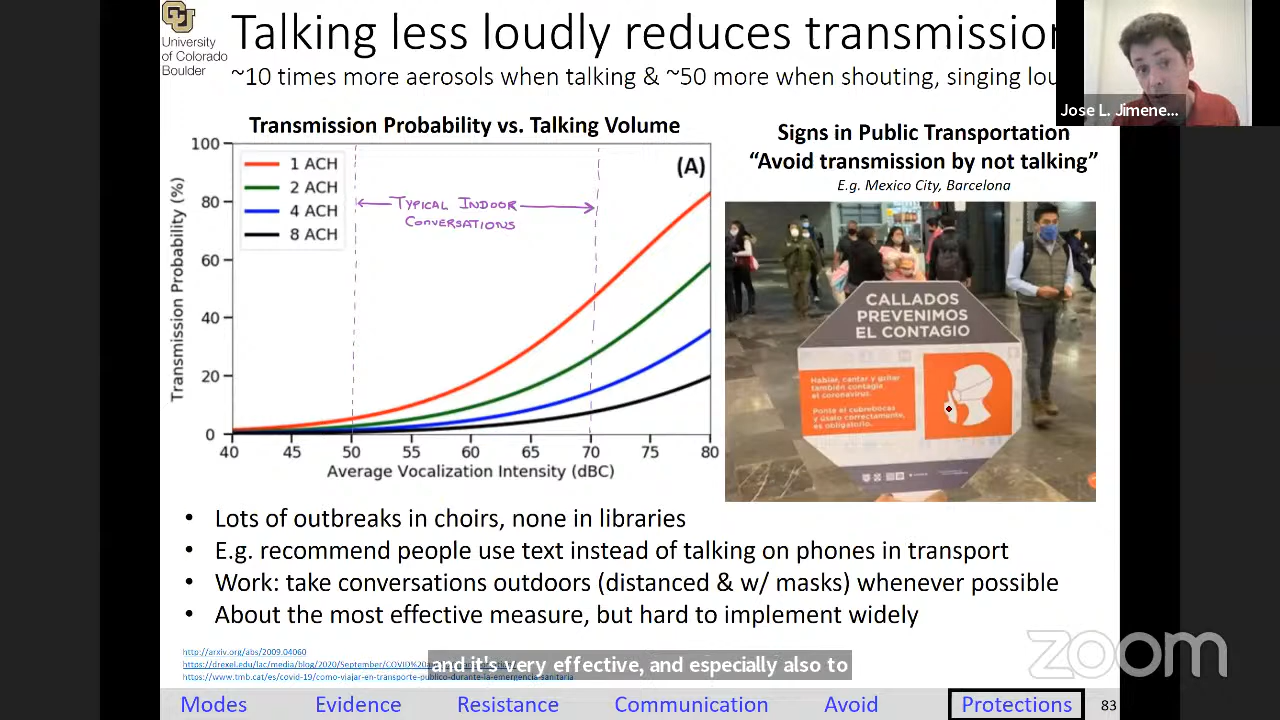 University
of Colorado
Boulder
Talking less loudly reduces transmission
~10 times more aerosols when talking & ~50 more when shouting, singing lou
Jose L. Jimene...
Transmission Probability vs. Talking Volume
Transmission Probability (%)
100
80
60
40
20
0
1 ACH
2 ACH
4 ACH
8 ACH
(A)
TYPICAL INDOOR
CONVERSATIONS
40 45 50 55 60 65 70 75 80
Average Vocalization Intensity (dBC)
Signs in Public Transportation
“Avoid transmission by not talking”
E.g. Mexico City, Barcelona
CALLADOS
PREVENIMOS
EL CONTAGIO
Hablar, cantar y gritar
también contagia
el coronavirus.
Ponte el cubrebocas
y úsalo correctamente,
es obligatorio.
• Lots of outbreaks in choirs, none in libraries
• E.g. recommend people use text instead of talking on phones in transport
• Work: take conversations outdoors (distanced & w/ masks) whenever possible
• About the most effective measure, but hard to implement widely
http://arxiv.org/abs/2009.04060
https://drexel.edu/lac/media/blog/2020/September/COVID
https://www.tmb.cat/es/covid-19/como-viajar-en-transporte-publico-durante-la-emergencia-sanitaria
and it's very effective, and especially also to
zoom
Modes Evidence Resistance Communication Avoid Protections 83